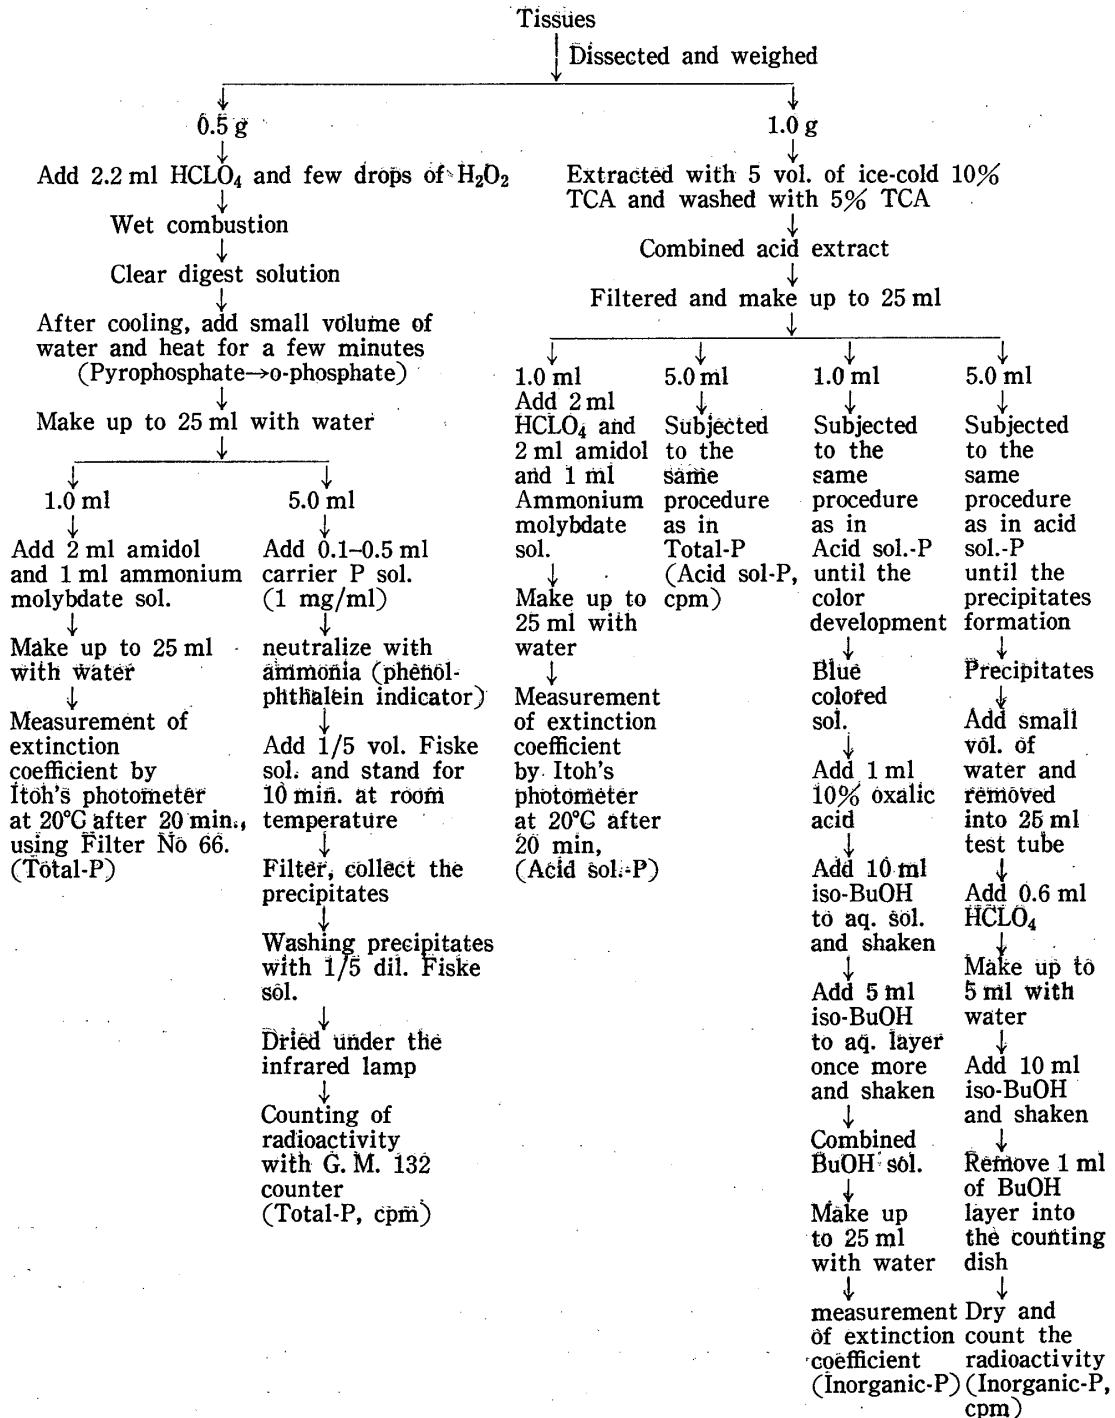 Tissues
Dissected and weighed
0.5 g
Add 2.2 ml HCLO₄ and few drops of H₂O₂
Wet combustion
Clear digest solution
After cooling, add small volume of
water and heat for a few minutes
(Pyrophosphate→o-phosphate)
Make up to 25 ml with water
1.0 ml
Add 2 ml amidol
and 1 ml ammonium
molybdate sol.
Make up to 25 ml
with water
Measurement of
extinction
coefficient by
Itoh's photometer
at 20°C after 20 min.,
using Filter No 66.
(Total-P)
5.0 ml
Add 0.1–0.5 ml
carrier P sol.
(1 mg/ml)
neutralize with
ammonia (phenol-
phthalein indicator)
Add 1/5 vol. Fiske
sol. and stand for
10 min. at room
temperature
Filter, collect the
precipitates
Washing precipitates
with 1/5 dil. Fiske
sol.
Dried under the
infrared lamp
Counting of
radioactivity
with G. M. 132
counter
(Total-P, cpm)
1.0 g
Extracted with 5 vol. of ice-cold 10%
TCA and washed with 5% TCA
Combined acid extract
Filtered and make up to 25 ml
1.0 ml
Add 2 ml
HCLO₄ and
2 ml amidol
and 1 ml
Ammonium
molybdate
sol.
Make up to
25 ml with
water
Measurement
of extinction
coefficient
by Itoh's
photometer
at 20°C after
20 min,
(Acid sol.-P)
5.0 ml
Subjected
to the
same
procedure
as in
Total-P
(Acid sol-P,
cpm)
1.0 ml
Subjected
to the
same
procedure
as in
Acid sol.-P
until the
color
development
Blue
colored
sol.
Add 1 ml
10% oxalic
acid
Add 10 ml
iso-BuOH
to aq. sol.
and shaken
Add 5 ml
iso-BuOH
to aq. layer
once more
and shaken
Combined
BuOH sol.
Make up
to 25 ml
with water
measurement
of extinction
coefficient
(Inorganic-P)
5.0 ml
Subjected
to the
same
procedure
as in acid
sol.-P
until the
precipitates
formation
Precipitates
Add small
vol. of
water and
removed
into 25 ml
test tube
Add 0.6 ml
HCLO₄
Make up to
5 ml with
water
Add 10 ml
iso-BuOH
and shaken
Remove 1 ml
of BuOH
layer into
the counting
dish
Dry and
count the
radioactivity
(Inorganic-P,
cpm)